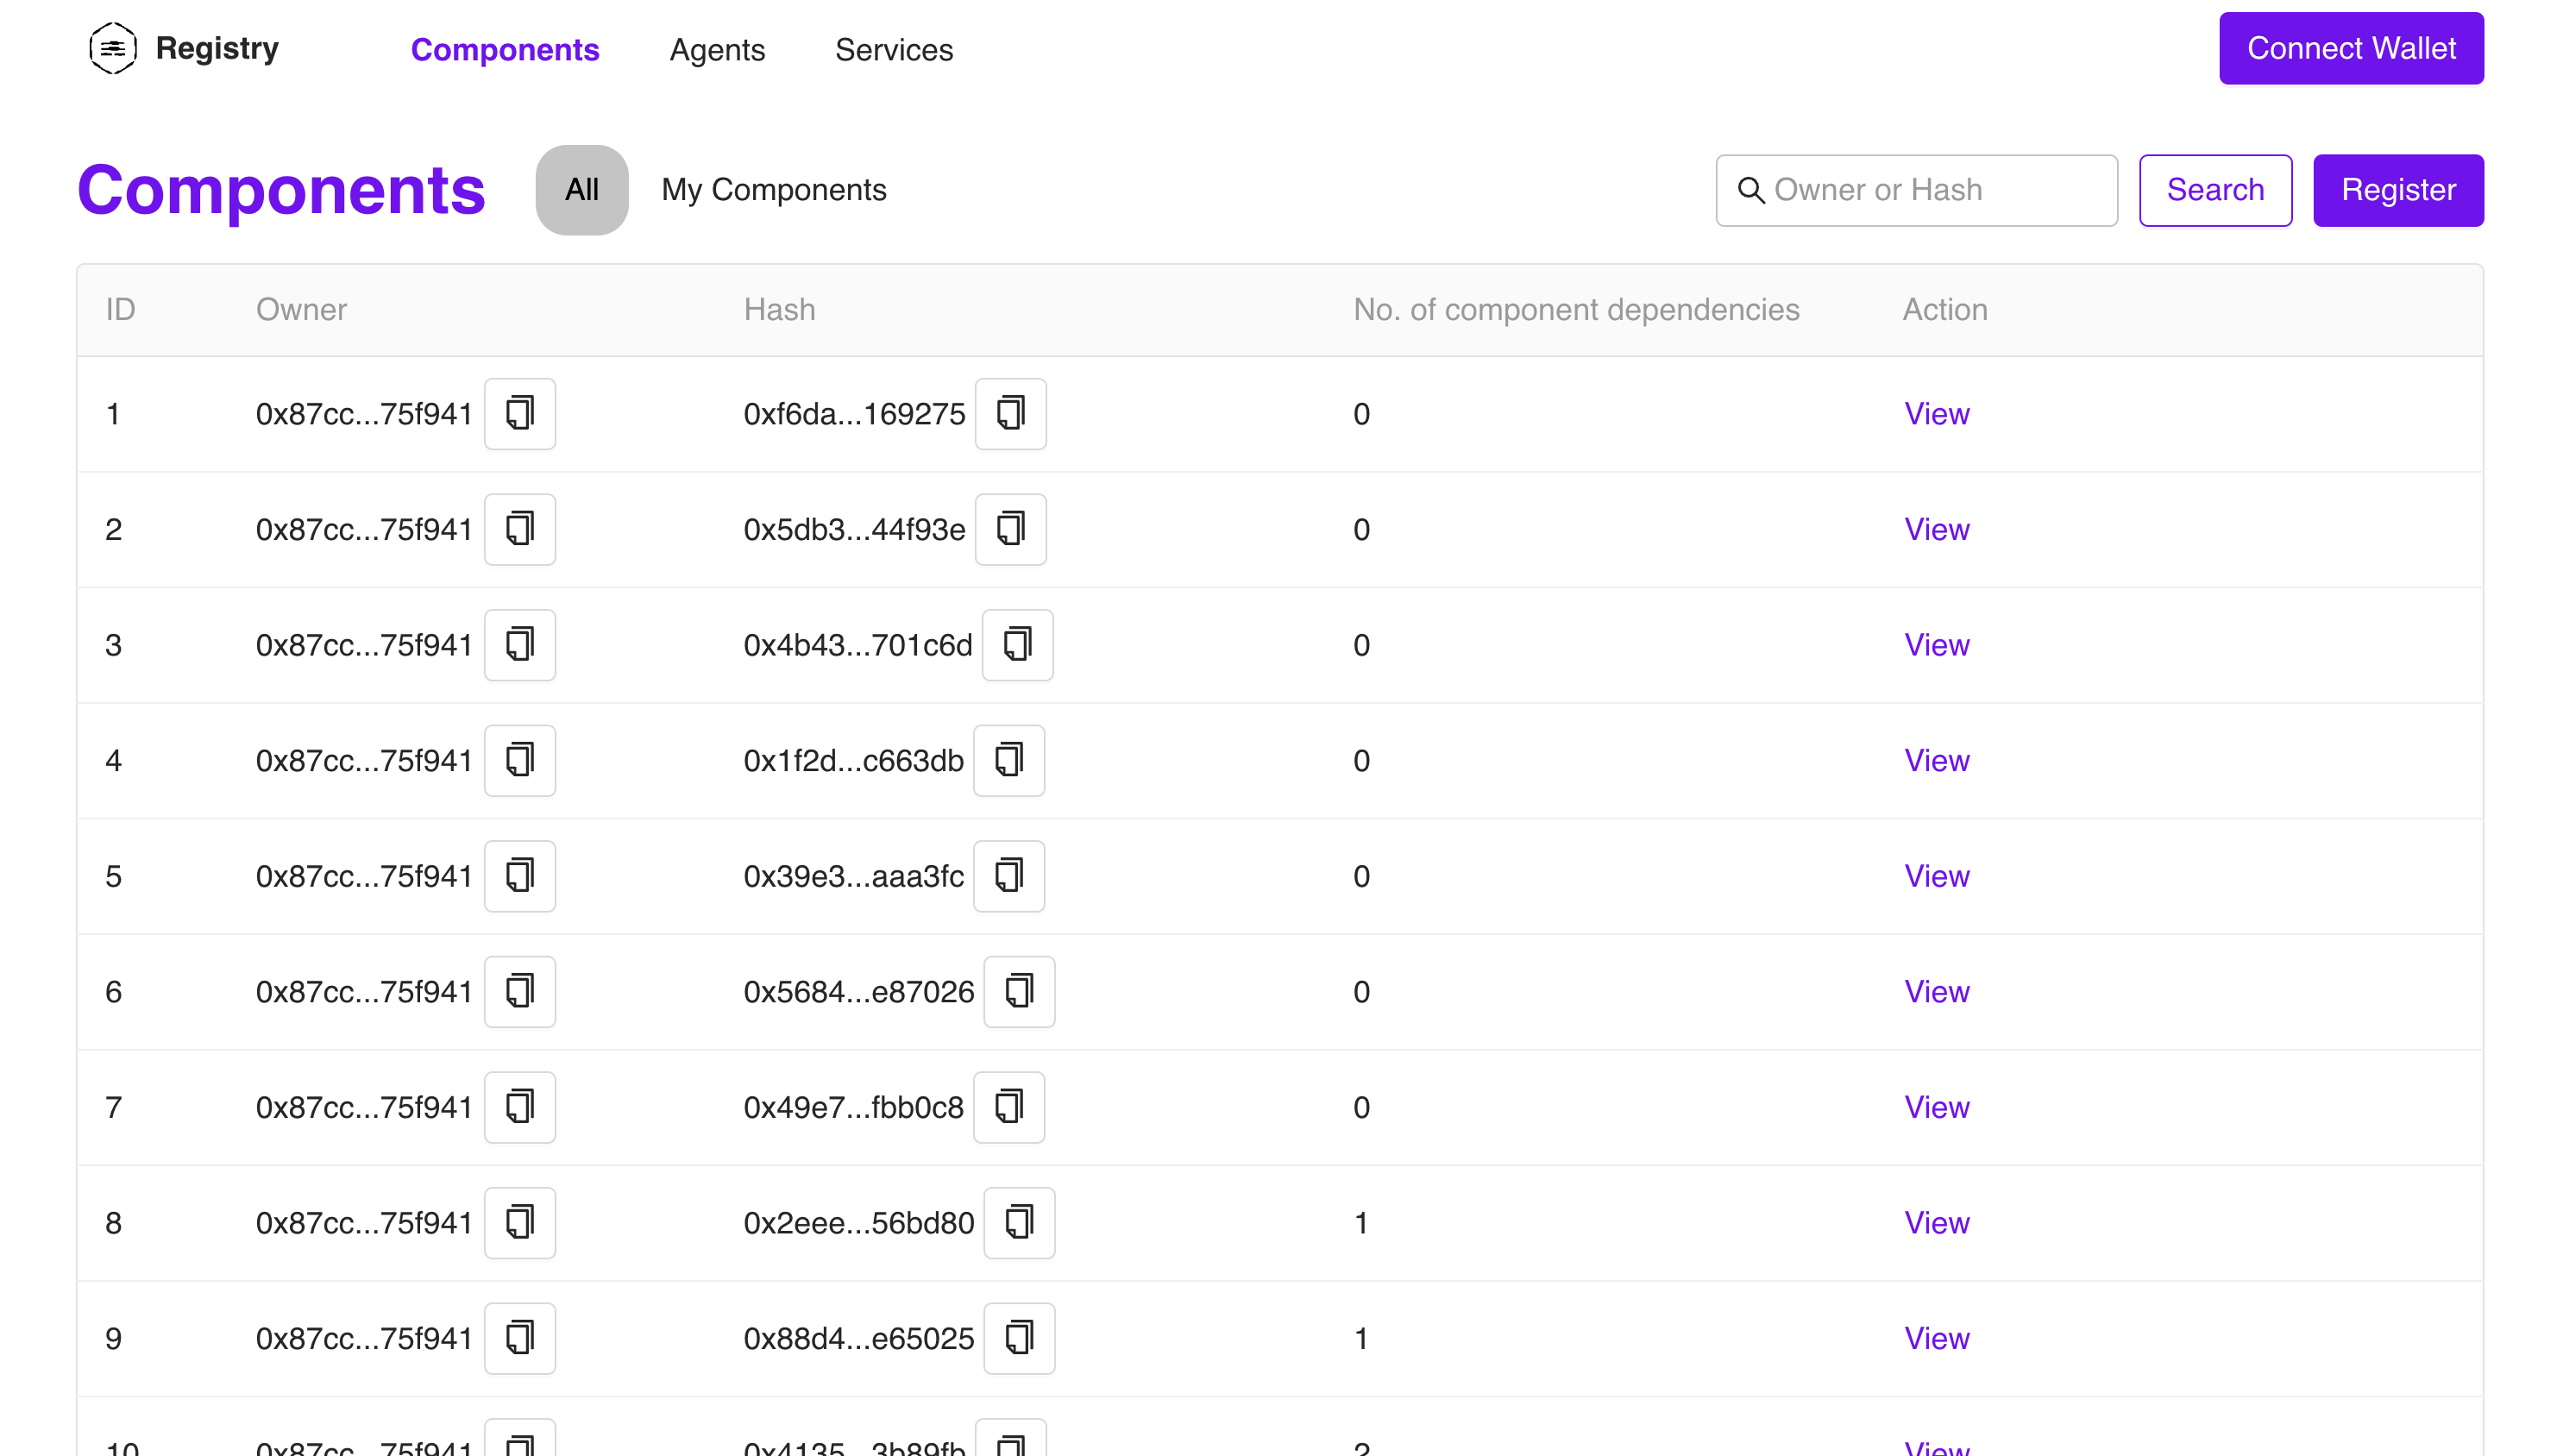 Registry Components Agents Services Connect Wallet
Components All My Components Owner or Hash Search Register
ID Owner Hash No. of component dependencies Action
1 0x87cc...75f941 0xf6da...169275 0 View
2 0x87cc...75f941 0x5db3...44f93e 0 View
3 0x87cc...75f941 0x4b43...701c6d 0 View
4 0x87cc...75f941 0x1f2d...c663db 0 View
5 0x87cc...75f941 0x39e3...aaa3fc 0 View
6 0x87cc...75f941 0x5684...e87026 0 View
7 0x87cc...75f941 0x49e7...fbb0c8 0 View
8 0x87cc...75f941 0x2eee...56bd80 1 View
9 0x87cc...75f941 0x88d4...e65025 1 View
10 0x87cc...75f941 0x4135...3b89fb 2 View